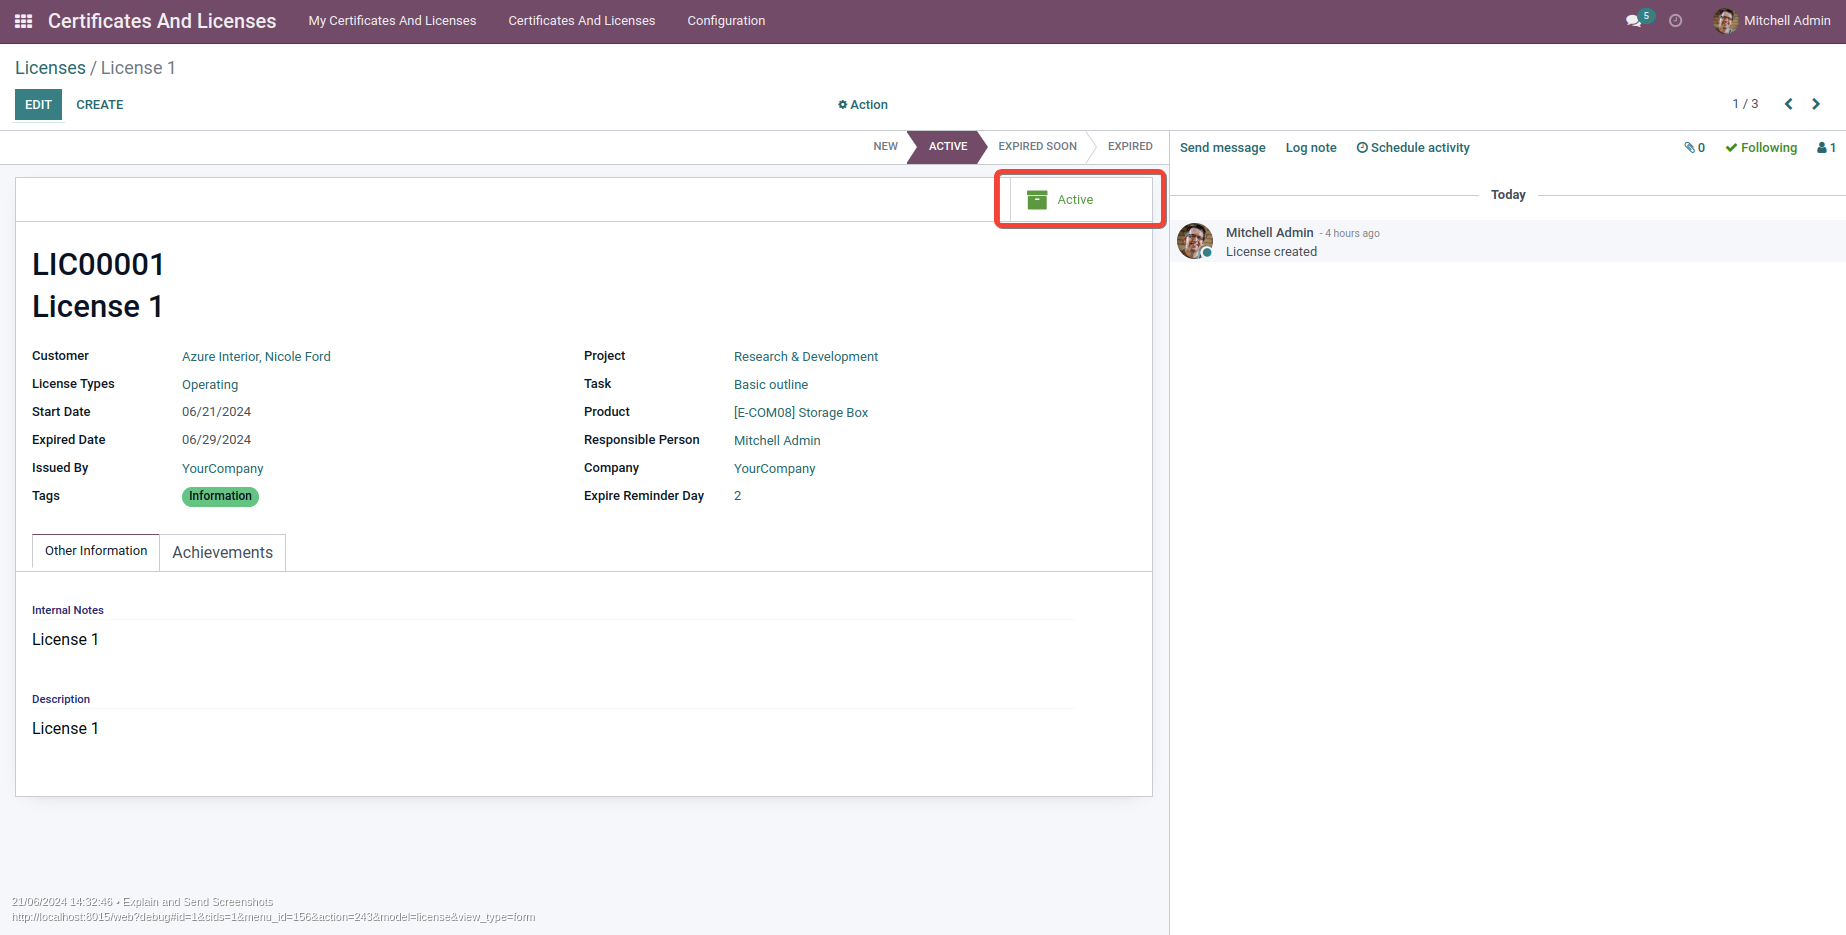 Certificates And Licenses My Certificates And Licenses Certificates And Licenses Configuration 5 Mitchell Admin
Licenses / License 1
EDIT CREATE Action 1 / 3
NEW ACTIVE EXPIRED SOON EXPIRED
Send message Log note Schedule activity 0 Following 1
Active
Today
Mitchell Admin - 4 hours ago
License created
LIC00001
License 1
Customer Azure Interior, Nicole Ford Project Research & Development
License Types Operating Task Basic outline
Start Date 06/21/2024 Product [E-COM08] Storage Box
Expired Date 06/29/2024 Responsible Person Mitchell Admin
Issued By YourCompany Company YourCompany
Tags Information Expire Reminder Day 2
Other Information Achievements
Internal Notes
License 1
Description
License 1
21/06/2024 14:32:46 • Explain and Send Screenshots
http://localhost:8015/web?debug#id=1&cids=1&menu_id=156&action=243&model=license&view_type=form